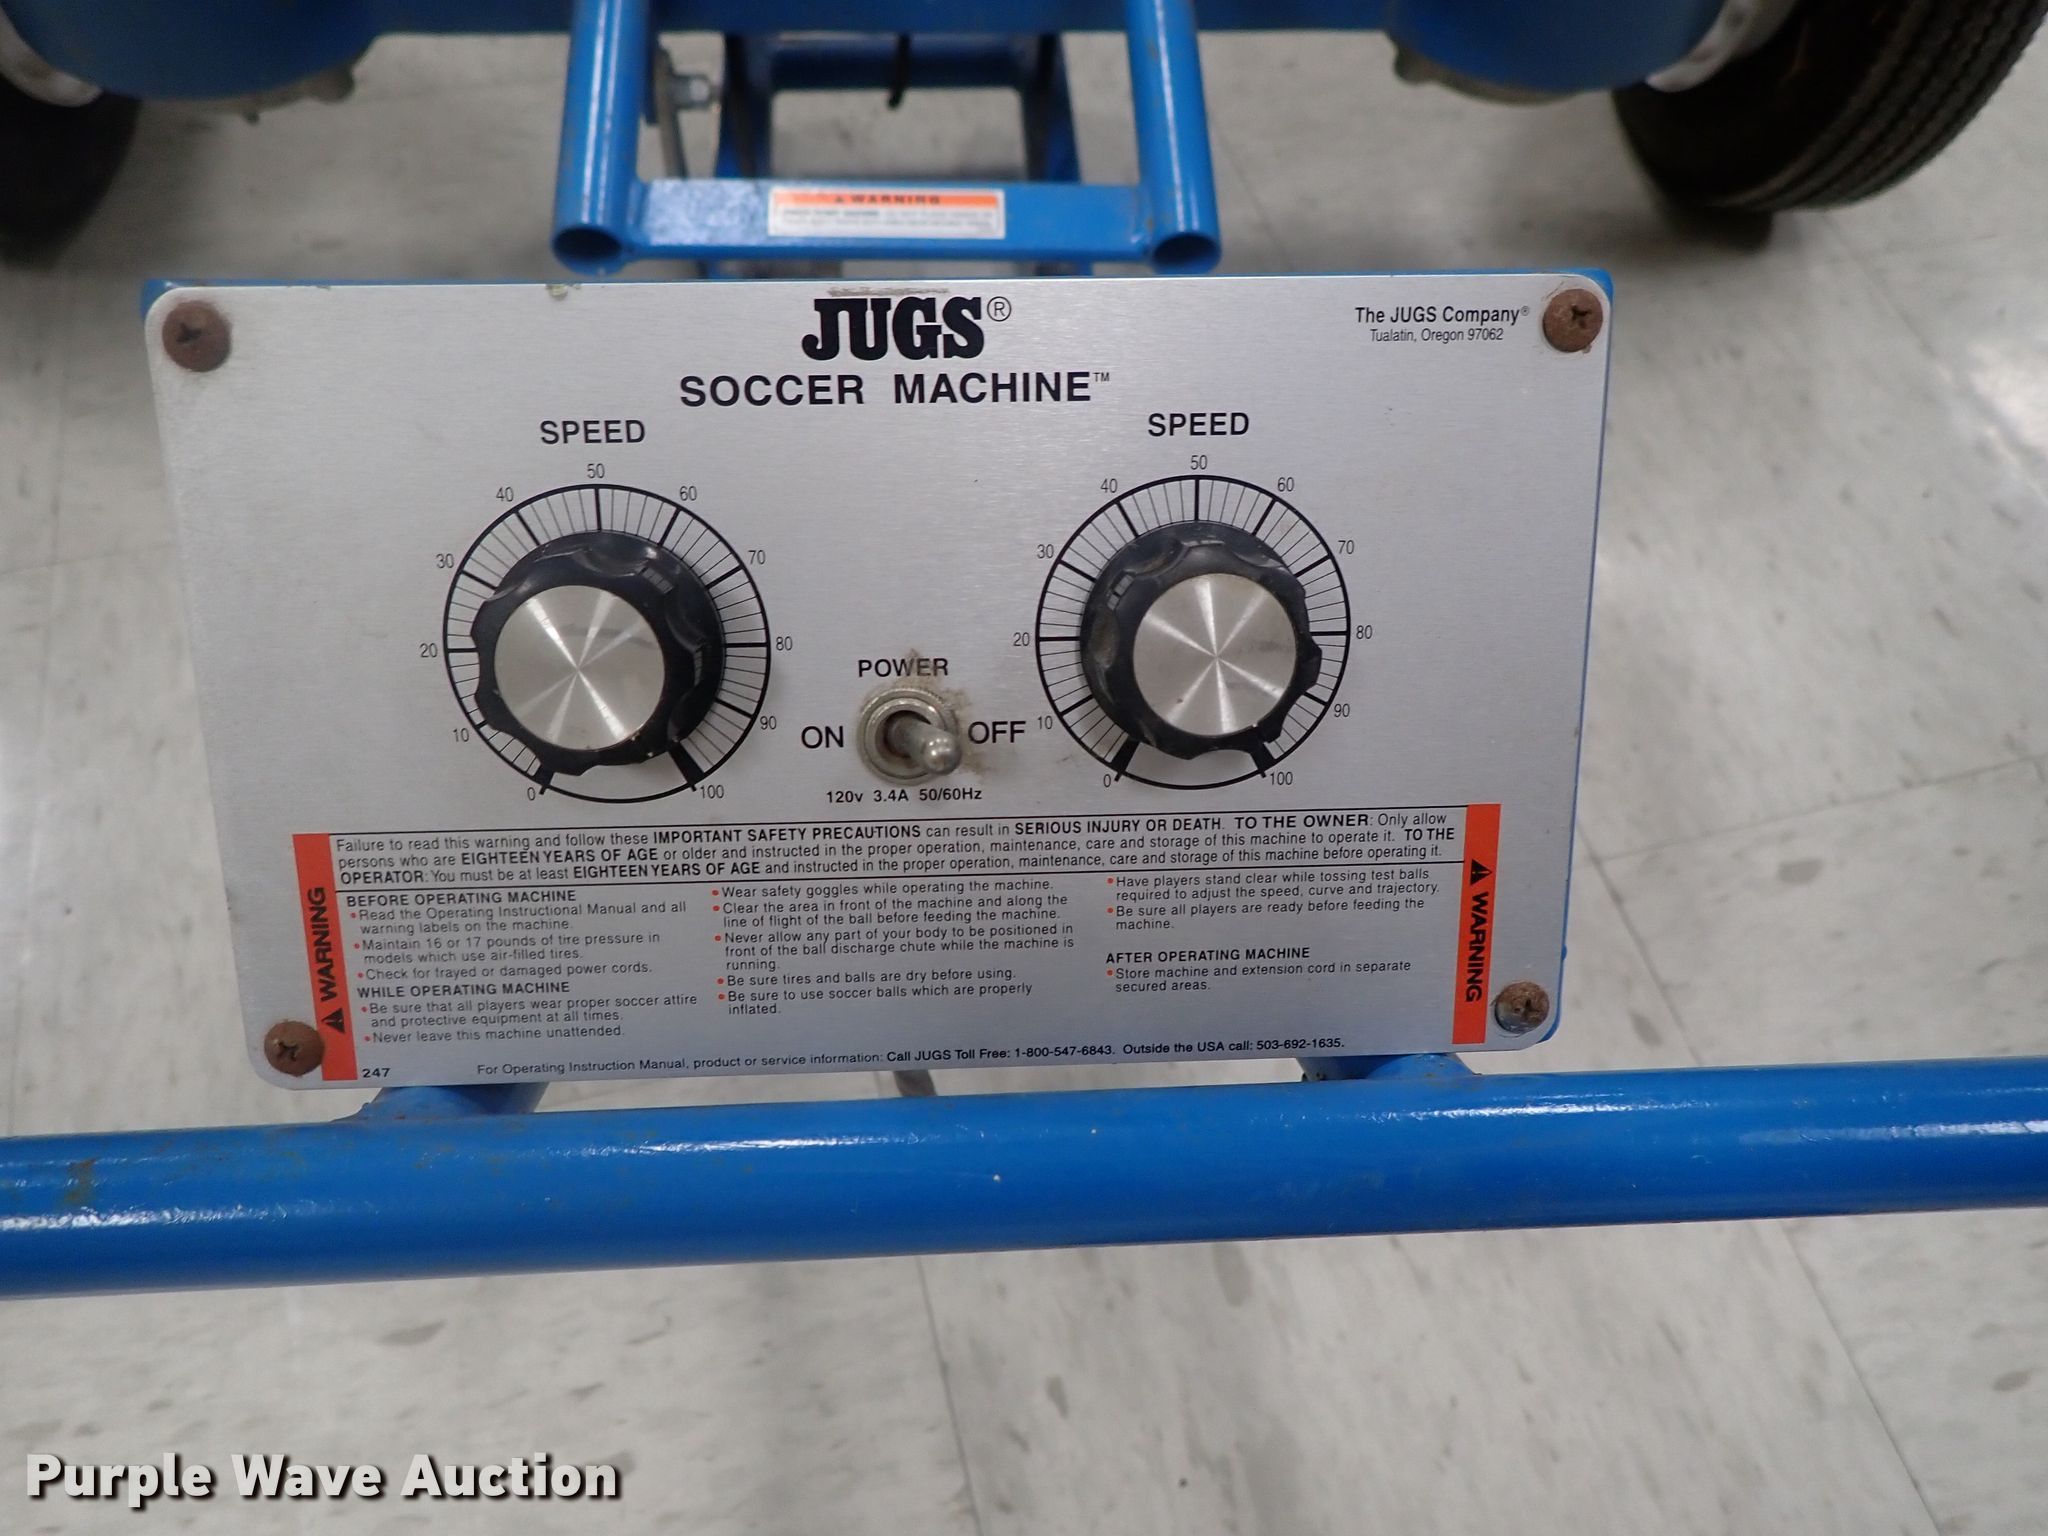 WARNING
JUGS®
The JUGS Company®
Tualatin, Oregon 97062
SOCCER MACHINE™
SPEED
0
10
20
30
40
50
60
70
80
90
100
SPEED
0
10
20
30
40
50
60
70
80
90
100
POWER
ON OFF
120v 3.4A 50/60Hz
WARNING
Failure to read this warning and follow these IMPORTANT SAFETY PRECAUTIONS can result in SERIOUS INJURY OR DEATH. TO THE OWNER: Only allow
persons who are EIGHTEEN YEARS OF AGE or older and instructed in the proper operation, maintenance, care and storage of this machine to operate it. TO THE
OPERATOR: You must be at least EIGHTEEN YEARS OF AGE and instructed in the proper operation, maintenance, care and storage of this machine before operating it.
BEFORE OPERATING MACHINE
• Read the Operating Instructional Manual and all
warning labels on the machine.
• Maintain 16 or 17 pounds of tire pressure in
models which use air-filled tires.
• Check for frayed or damaged power cords.
WHILE OPERATING MACHINE
• Be sure that all players wear proper soccer attire
and protective equipment at all times.
• Never leave this machine unattended.
• Wear safety goggles while operating the machine.
• Clear the area in front of the machine and along the
line of flight of the ball before feeding the machine.
• Never allow any part of your body to be positioned in
front of the ball discharge chute while the machine is
running.
• Be sure tires and balls are dry before using.
• Be sure to use soccer balls which are properly
inflated.
• Have players stand clear while tossing test balls
required to adjust the speed, curve and trajectory.
• Be sure all players are ready before feeding the
machine.
AFTER OPERATING MACHINE
• Store machine and extension cord in separate
secured areas.
WARNING
247
For Operating Instruction Manual, product or service information: Call JUGS Toll Free: 1-800-547-6843. Outside the USA call: 503-692-1635.
Purple Wave Auction